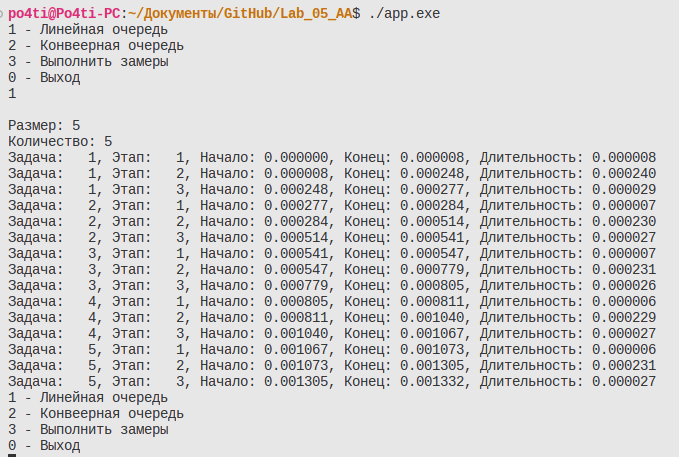 po4ti@Po4ti-PC:~/Документы/GitHub/Lab_05_AA$ ./app.exe
1 - Линейная очередь
2 - Конвеерная очередь
3 - Выполнить замеры
0 - Выход
1
Размер: 5
Количество: 5
Задача:   1, Этап:   1, Начало: 0.000000, Конец: 0.000008, Длительность: 0.000008
Задача:   1, Этап:   2, Начало: 0.000008, Конец: 0.000248, Длительность: 0.000240
Задача:   1, Этап:   3, Начало: 0.000248, Конец: 0.000277, Длительность: 0.000029
Задача:   2, Этап:   1, Начало: 0.000277, Конец: 0.000284, Длительность: 0.000007
Задача:   2, Этап:   2, Начало: 0.000284, Конец: 0.000514, Длительность: 0.000230
Задача:   2, Этап:   3, Начало: 0.000514, Конец: 0.000541, Длительность: 0.000027
Задача:   3, Этап:   1, Начало: 0.000541, Конец: 0.000547, Длительность: 0.000007
Задача:   3, Этап:   2, Начало: 0.000547, Конец: 0.000779, Длительность: 0.000231
Задача:   3, Этап:   3, Начало: 0.000779, Конец: 0.000805, Длительность: 0.000026
Задача:   4, Этап:   1, Начало: 0.000805, Конец: 0.000811, Длительность: 0.000006
Задача:   4, Этап:   2, Начало: 0.000811, Конец: 0.001040, Длительность: 0.000229
Задача:   4, Этап:   3, Начало: 0.001040, Конец: 0.001067, Длительность: 0.000027
Задача:   5, Этап:   1, Начало: 0.001067, Конец: 0.001073, Длительность: 0.000006
Задача:   5, Этап:   2, Начало: 0.001073, Конец: 0.001305, Длительность: 0.000231
Задача:   5, Этап:   3, Начало: 0.001305, Конец: 0.001332, Длительность: 0.000027
1 - Линейная очередь
2 - Конвеерная очередь
3 - Выполнить замеры
0 - Выход